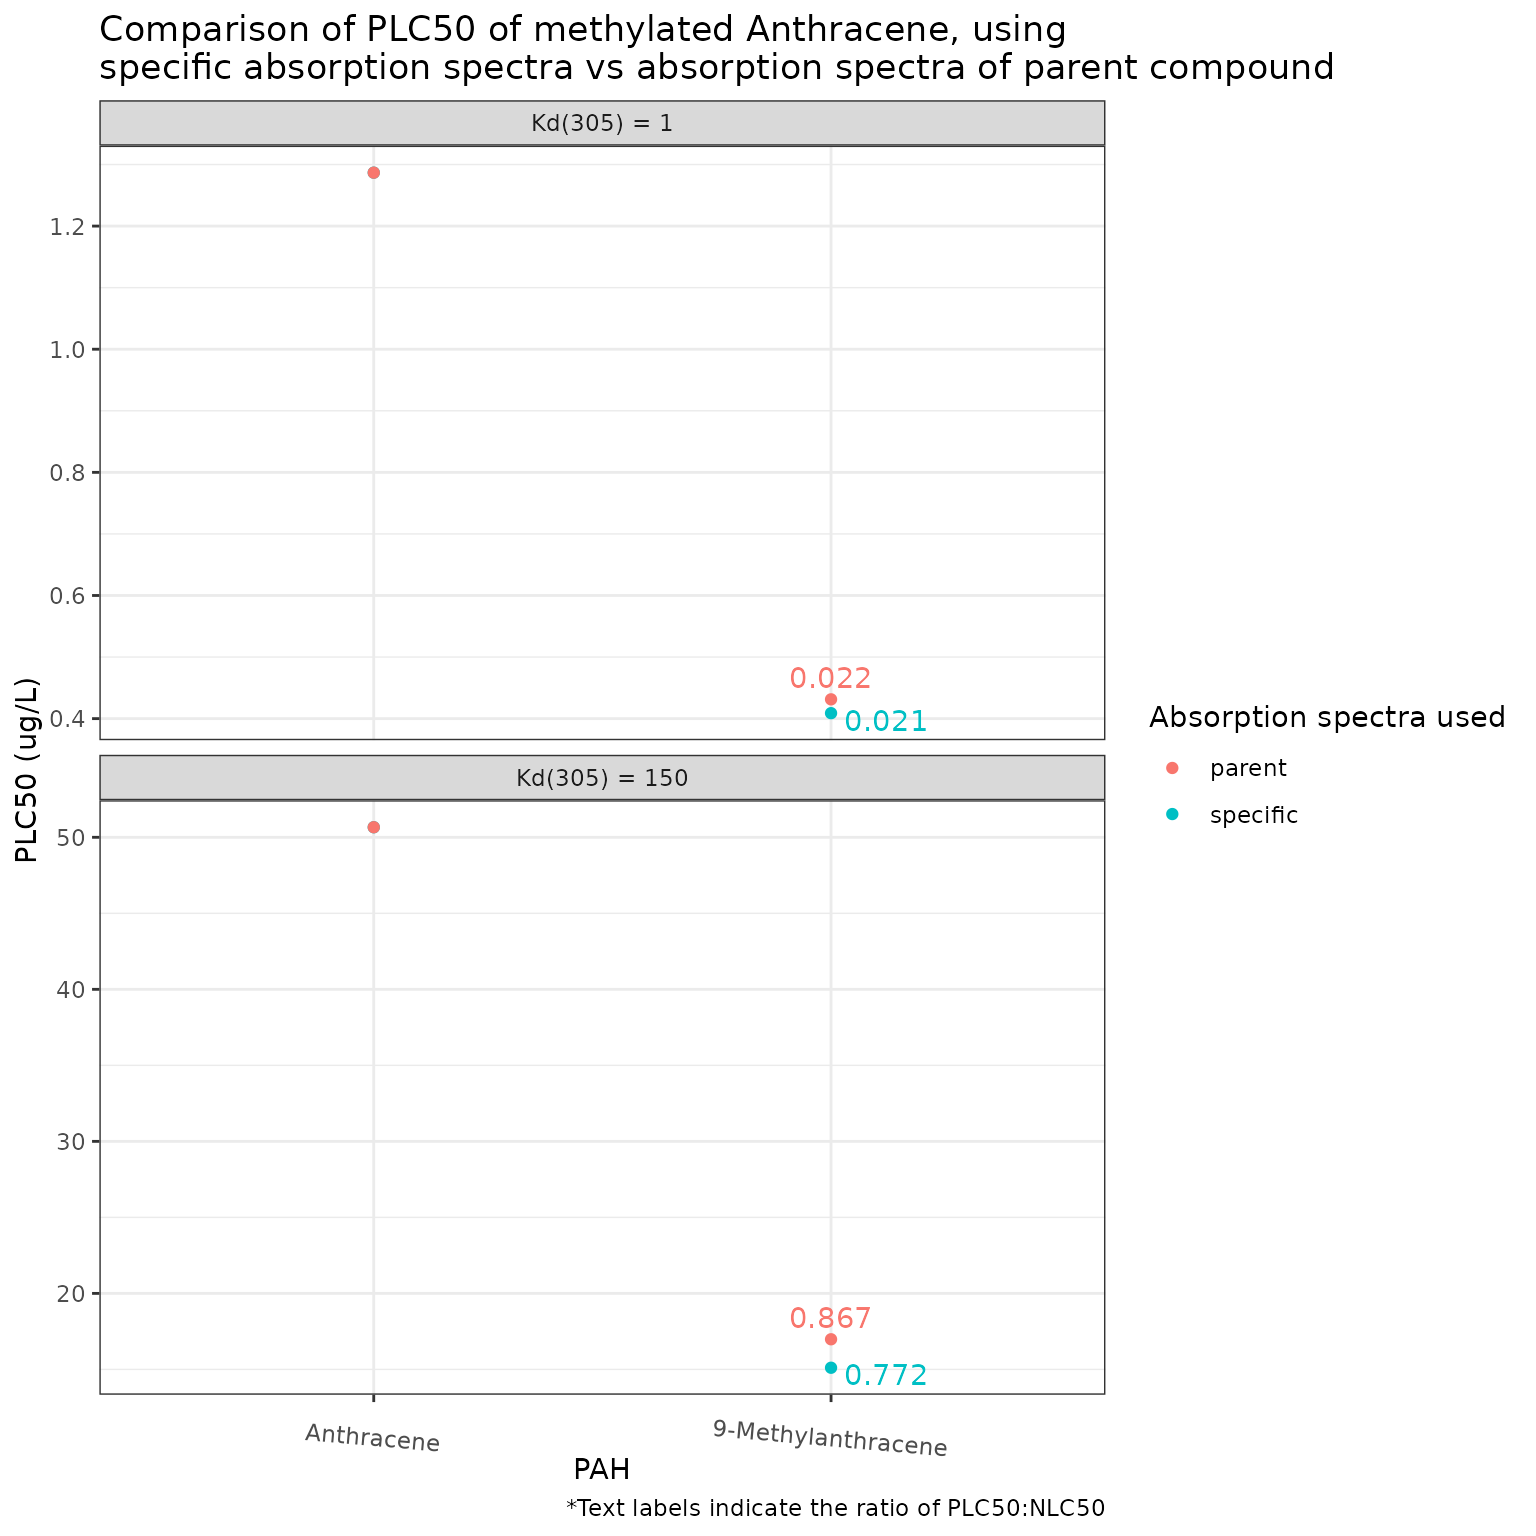 Comparison of PLC50 of methylated Anthracene, using
specific absorption spectra vs absorption spectra of parent compound
Kd(305) = 1
1.2
1.0
0.8
0.6
0.4
0.022
0.021
PLC50 (ug/L)
Kd(305) = 150
50
40
30
20
0.867
0.772
Anthracene
9-Methylanthracene
PAH
*Text labels indicate the ratio of PLC50:NLC50
Absorption spectra used
parent
specific